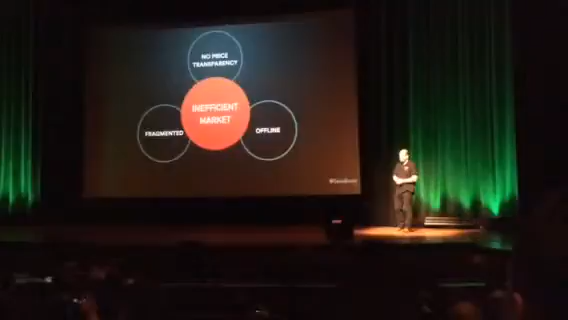 NO PRICE
TRANSPARENCY
INEFFICIENT
MARKET
FRAGMENTED
OFFLINE